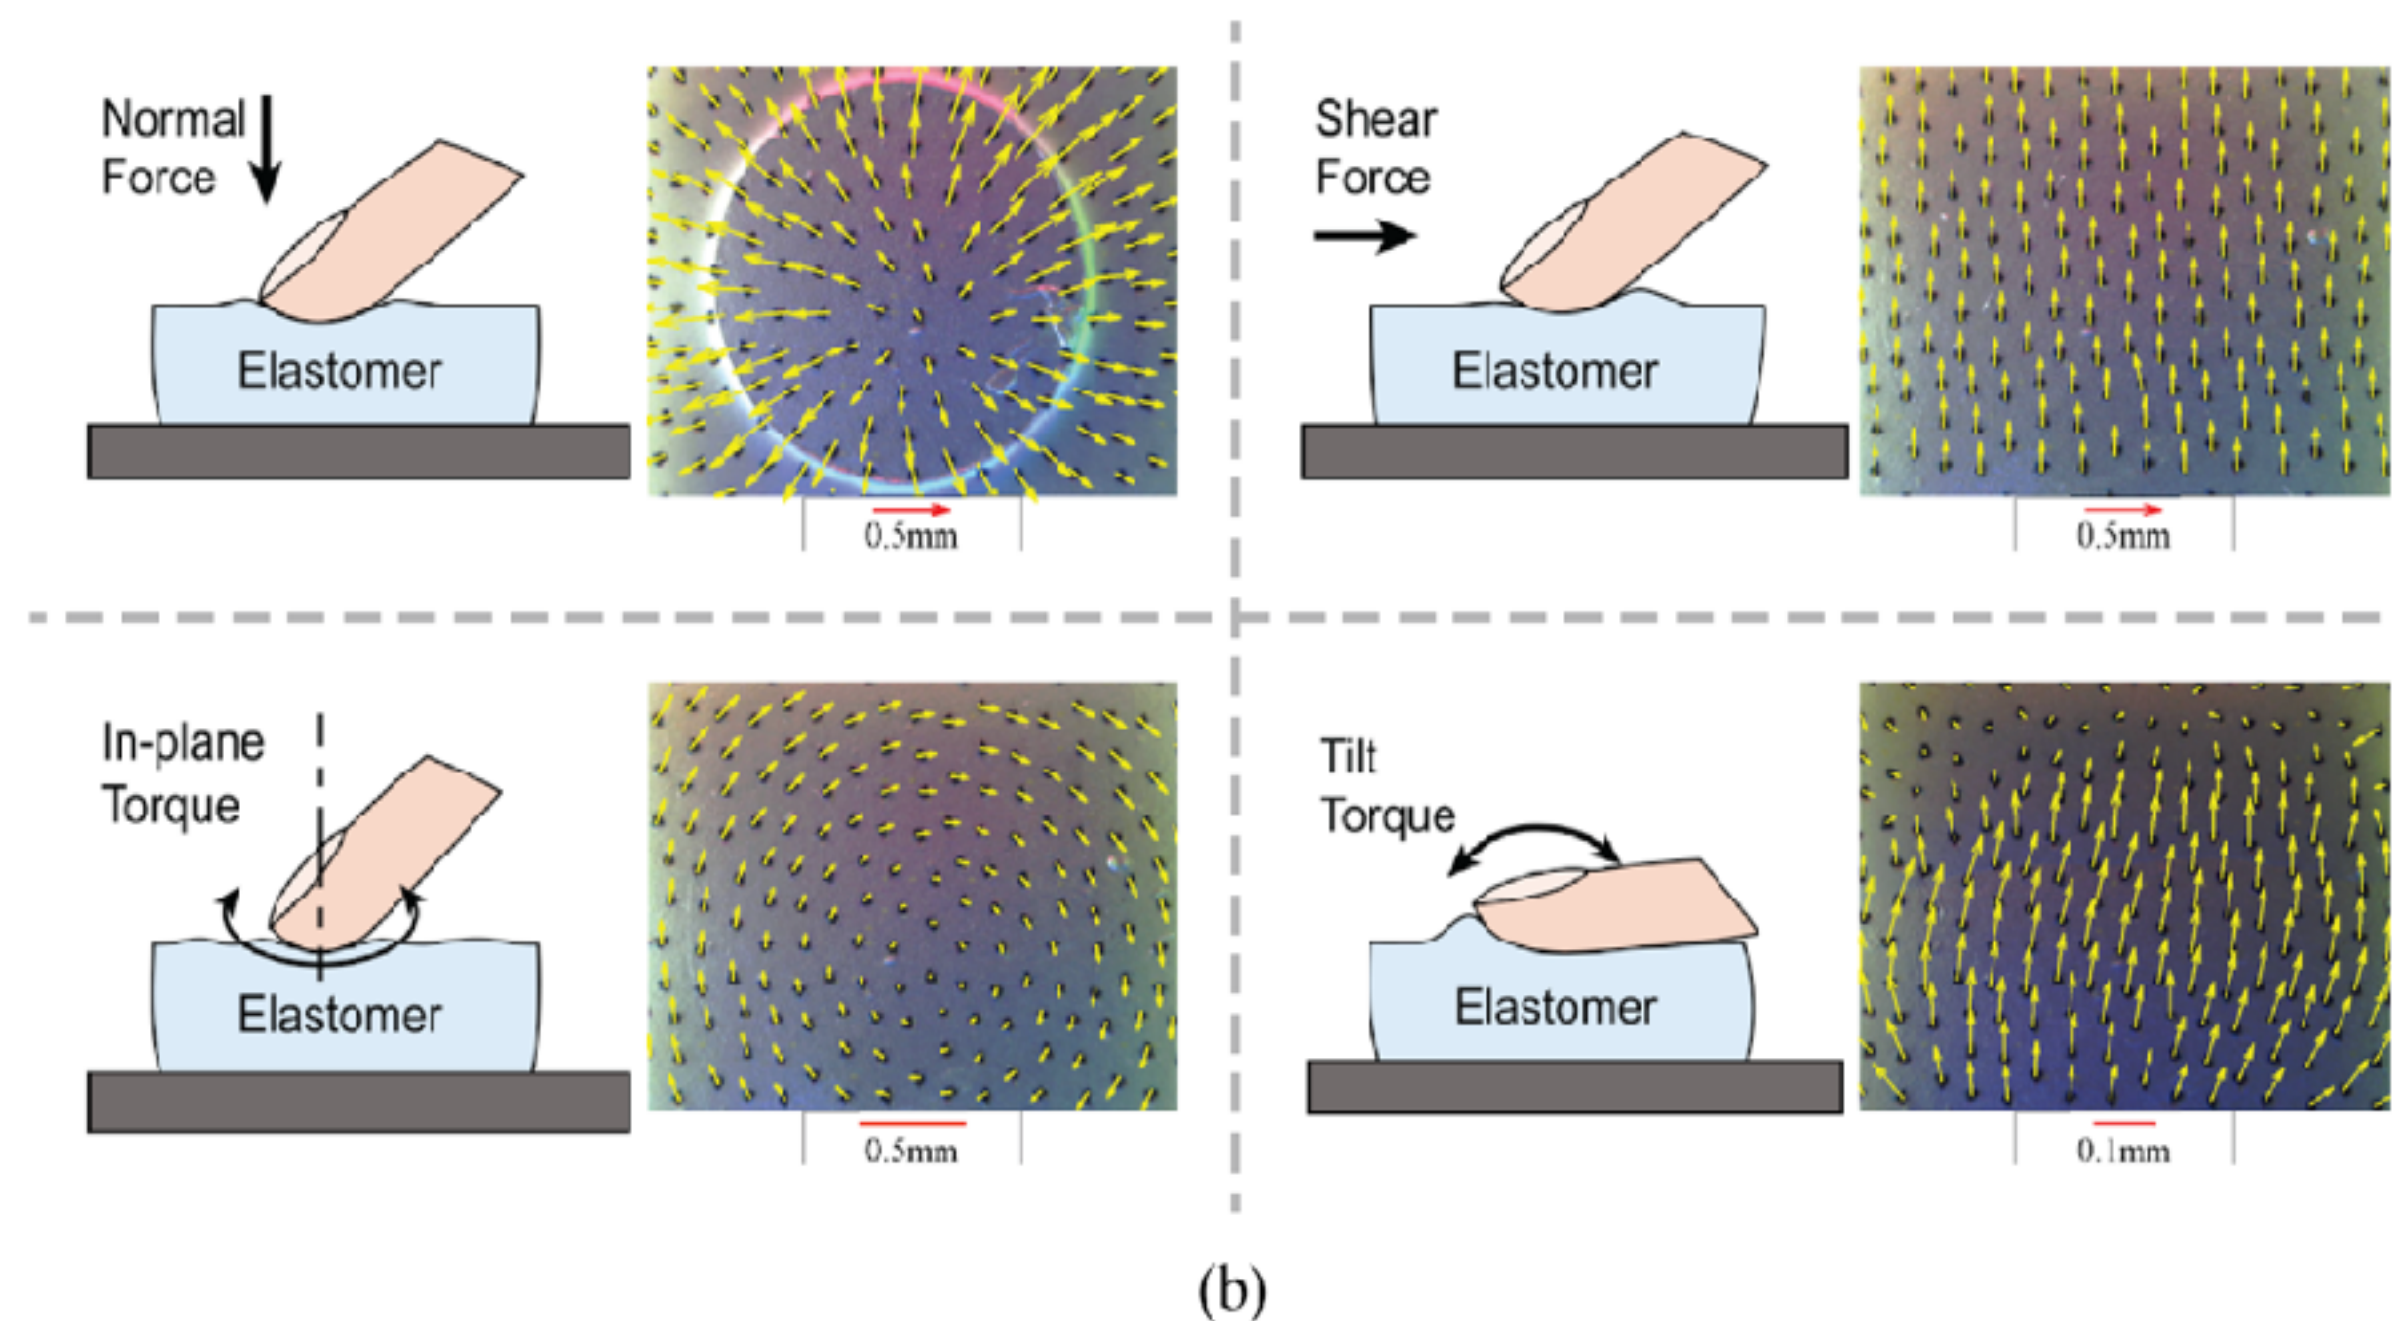 Normal
Force
Elastomer
0.5mm
Shear
Force
Elastomer
0.5mm
In-plane
Torque
Elastomer
0.5mm
Tilt
Torque
Elastomer
0.1mm
(b)